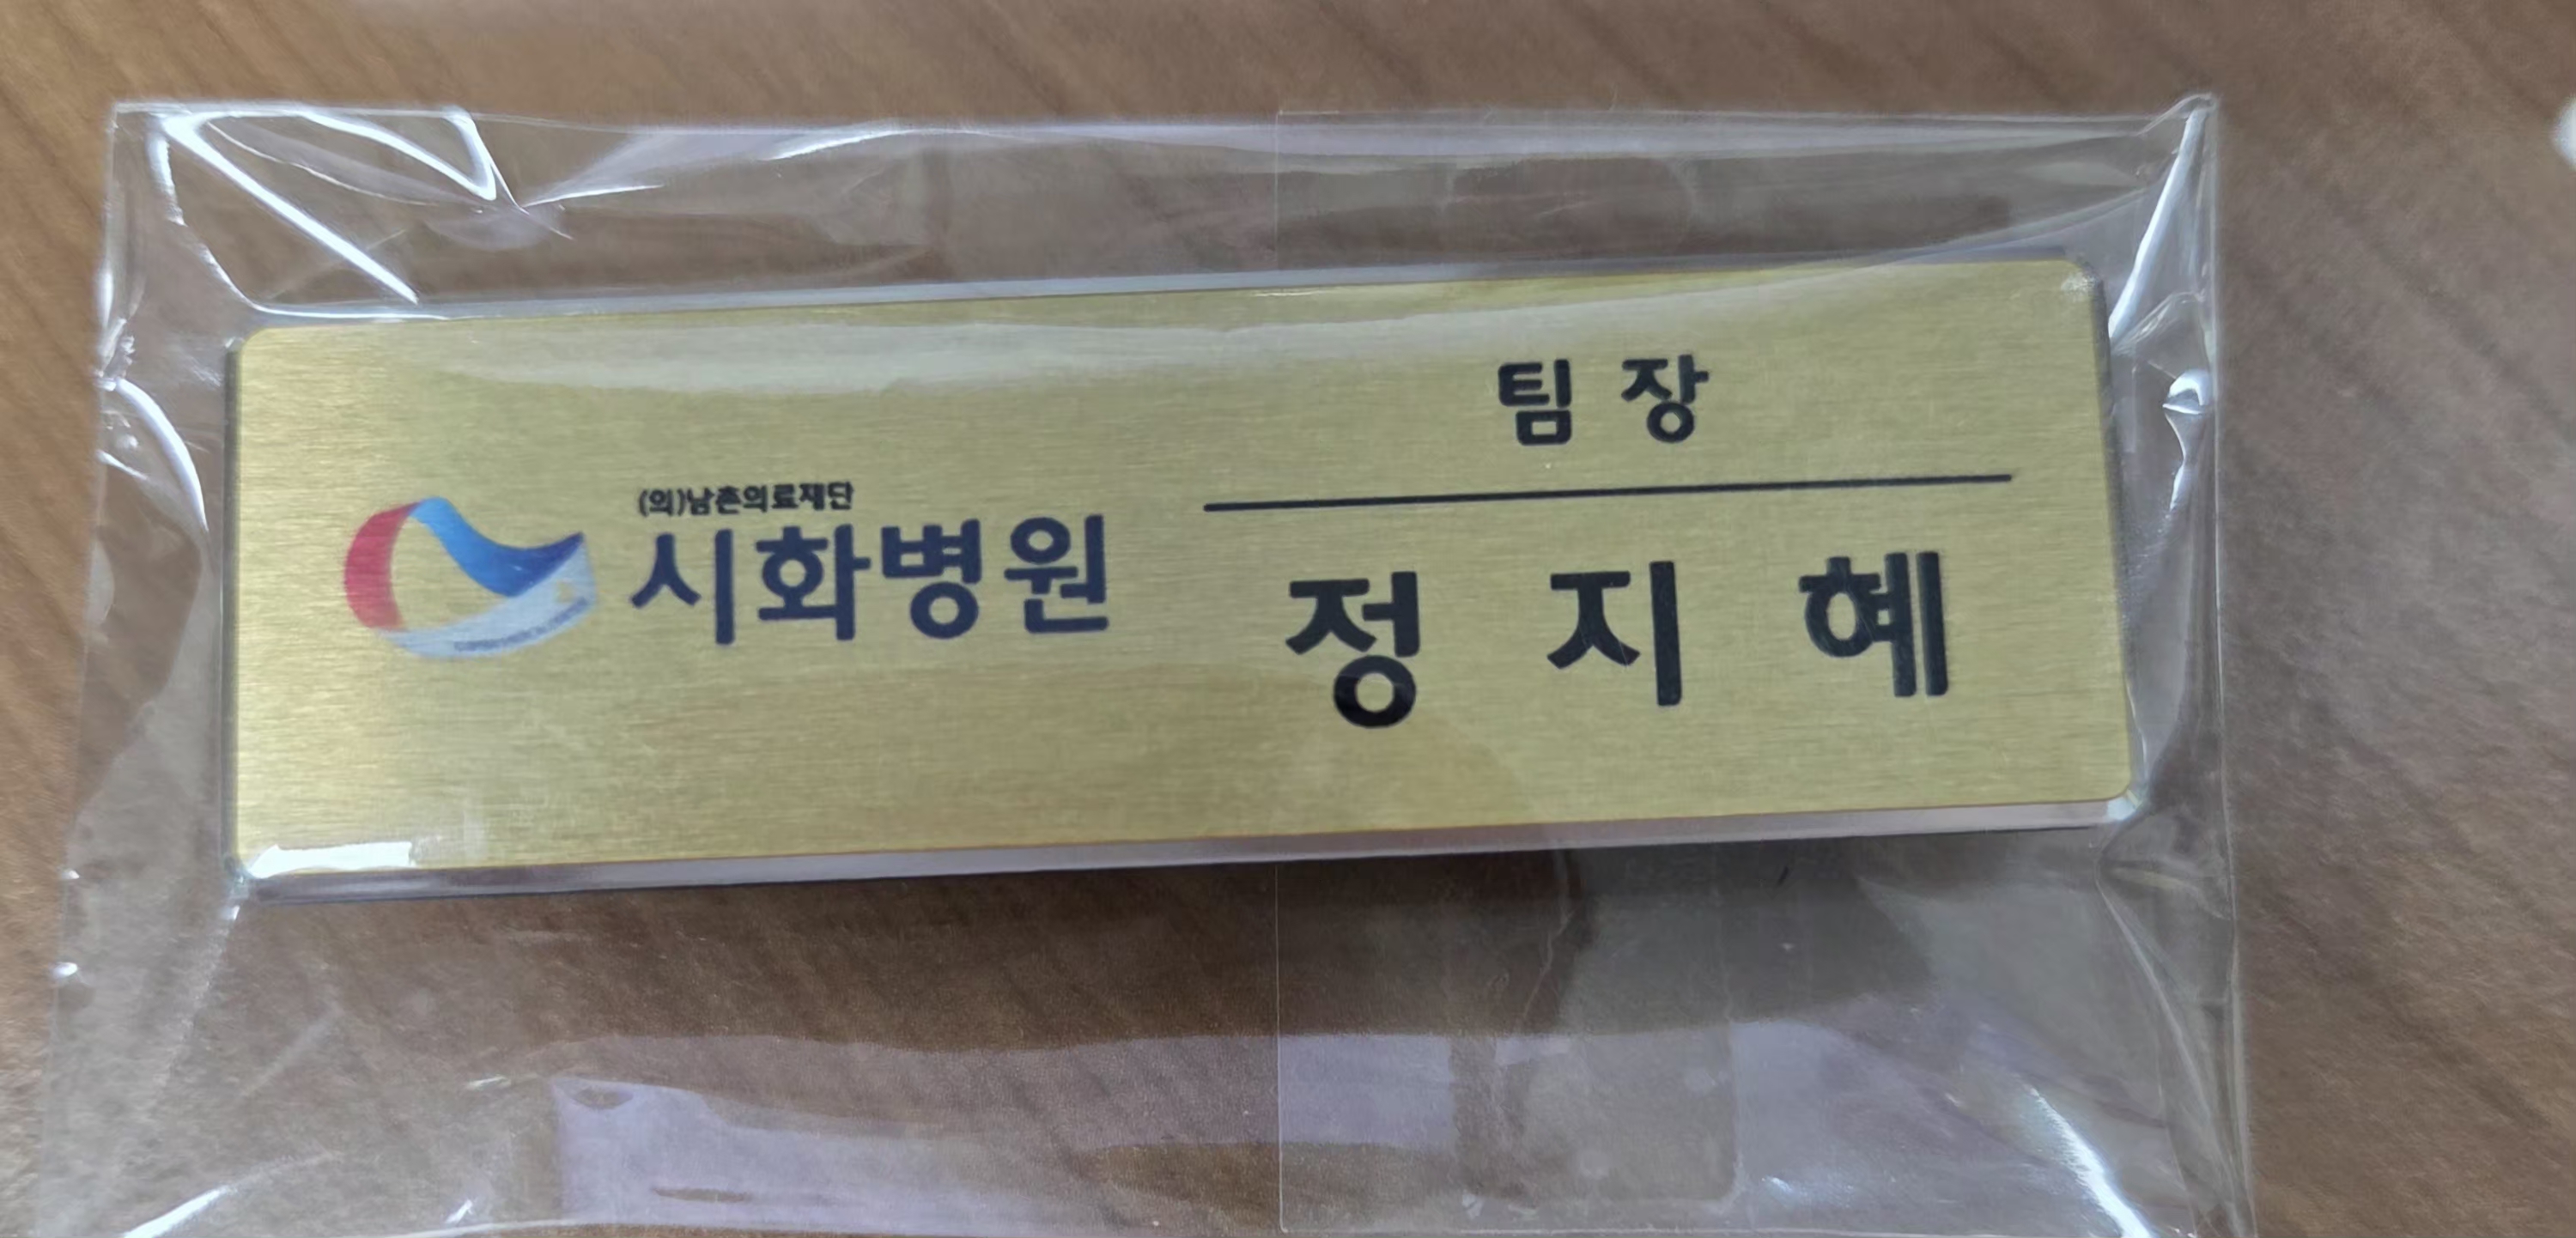 (의)남촌의료재단
시화병원
팀 장
정 지 혜